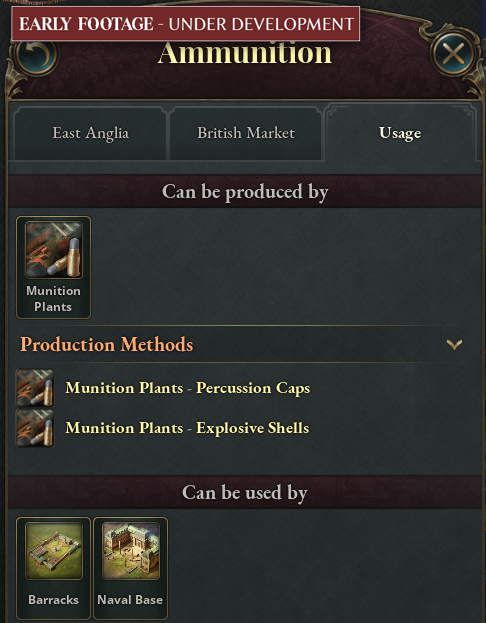 EARLY FOOTAGE - UNDER DEVELOPMENT
Ammunition
East Anglia British Market Usage
Can be produced by
Munition
Plants
Production Methods
Munition Plants - Percussion Caps
Munition Plants - Explosive Shells
Can be used by
Barracks Naval Base